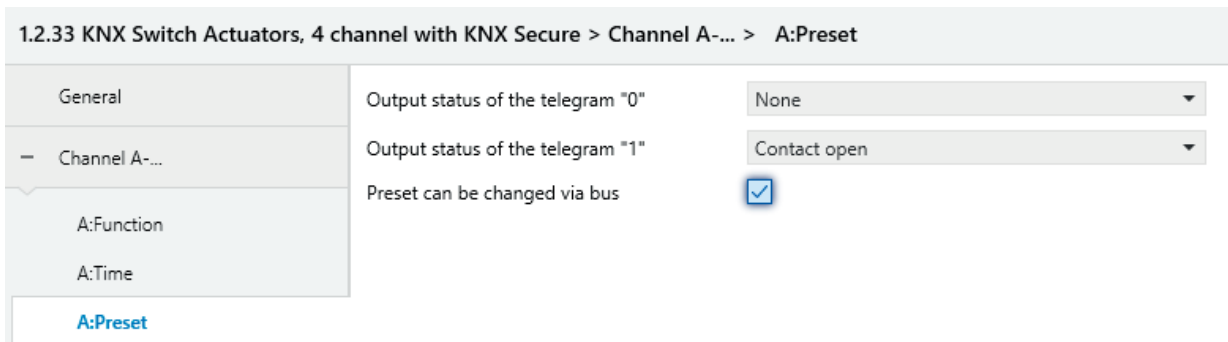 1.2.33 KNX Switch Actuators, 4 channel with KNX Secure > Channel A-... > A:Preset
General
Output status of the telegram "0" None
Channel A-...
Output status of the telegram "1" Contact open
Preset can be changed via bus
A:Function
A:Time
A:Preset